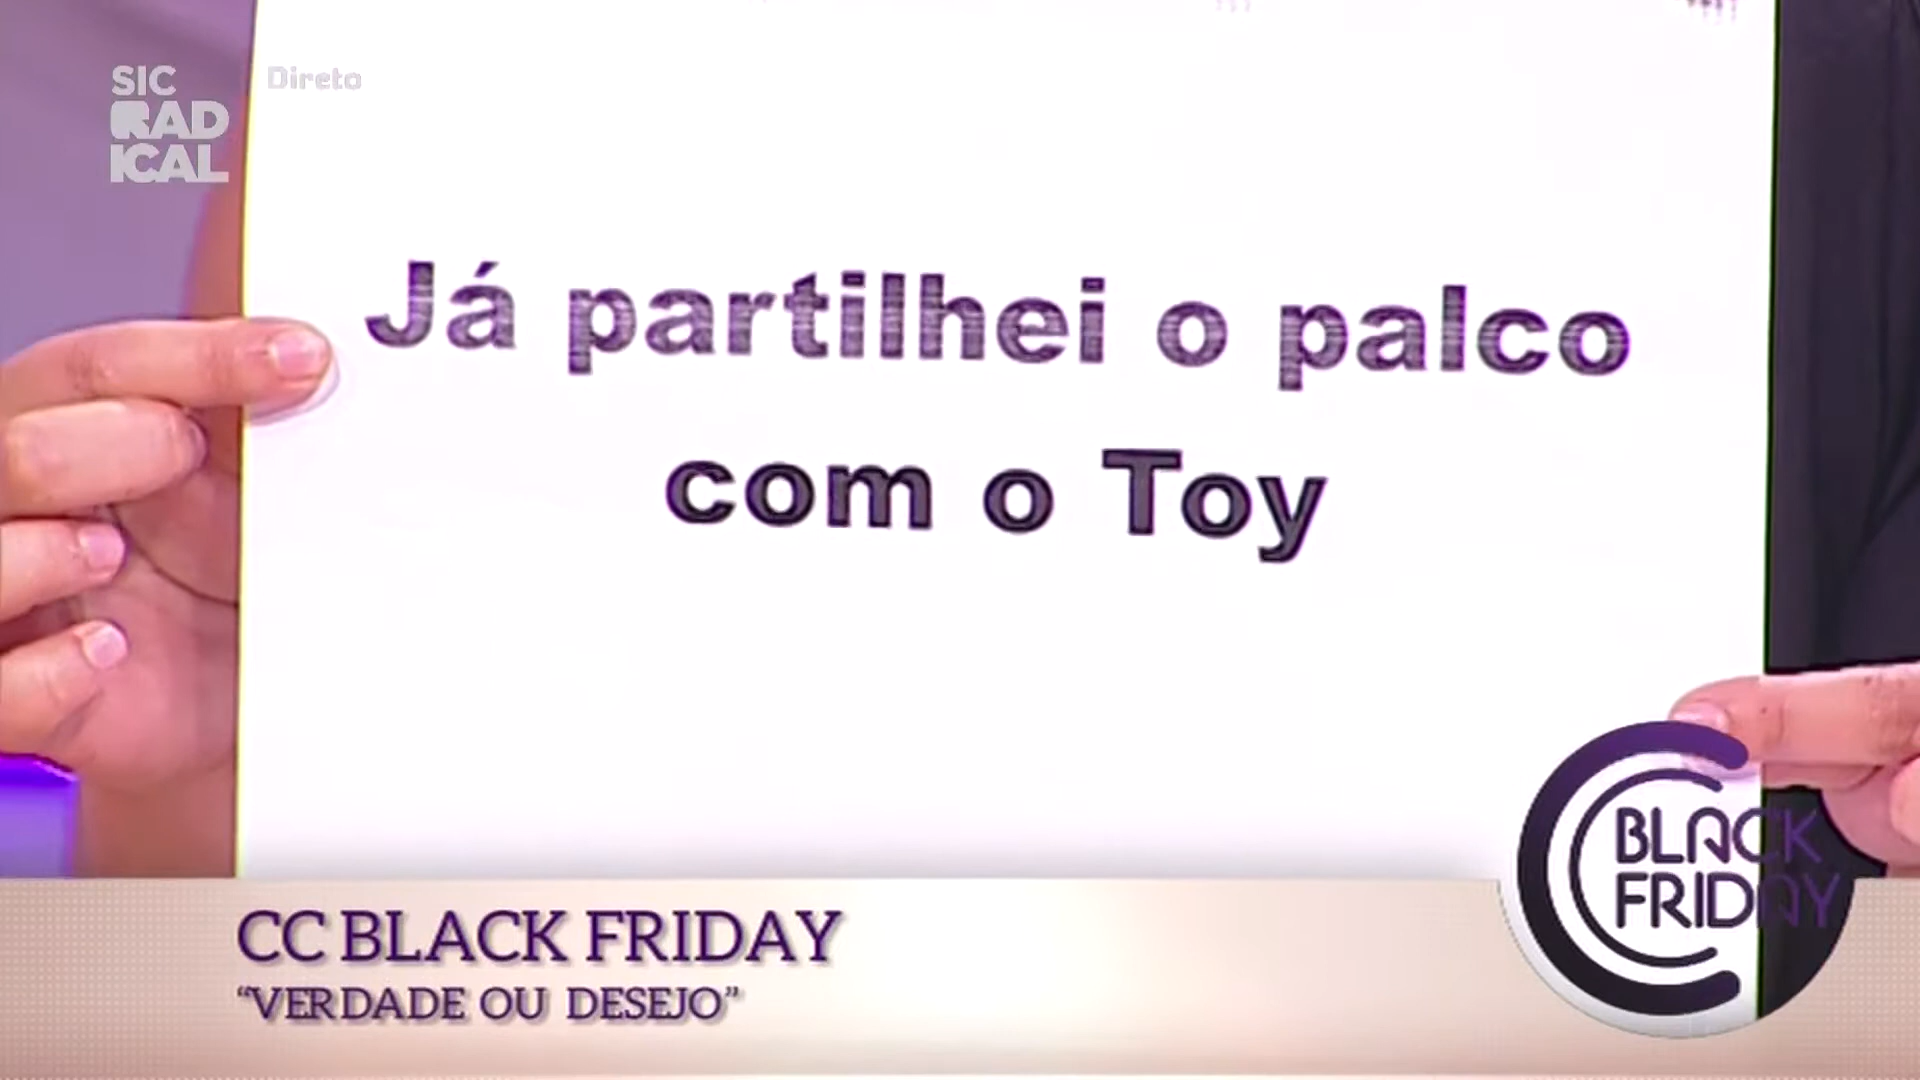 SIC
RAD
ICAL
Direto
Já partilhei o palco
com o Toy
BLACK
FRIDAY
CC BLACK FRIDAY
“VERDADE OU DESEJO”